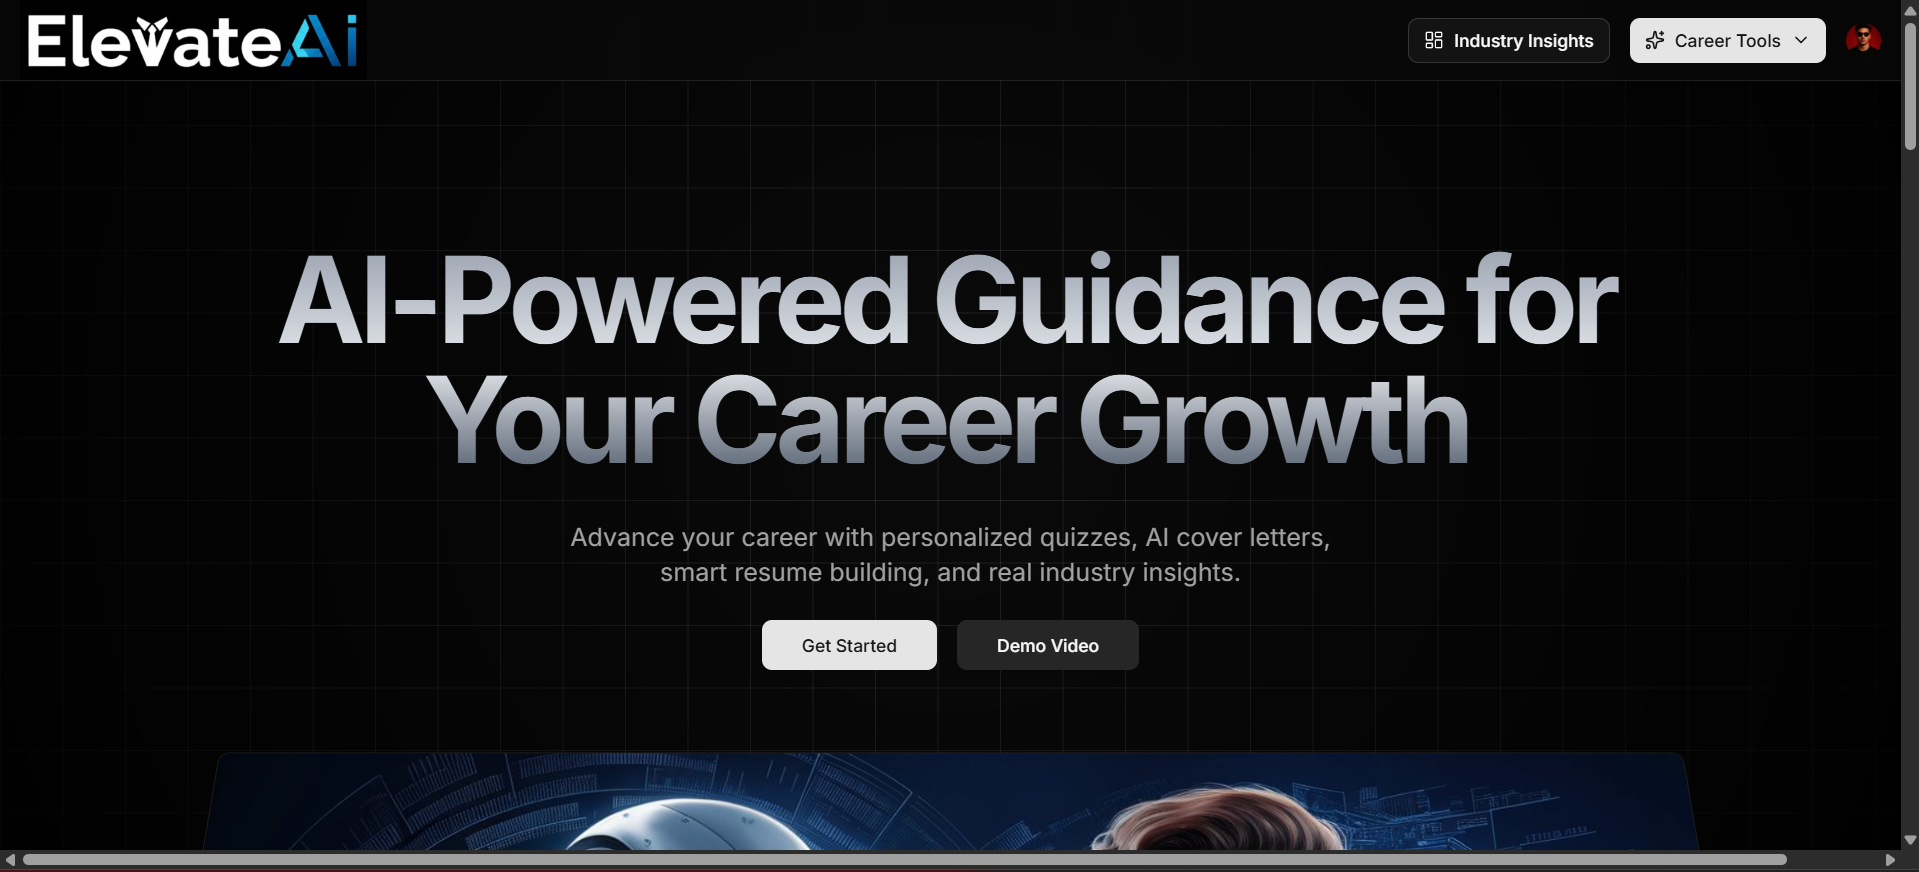 ElevateAi
Industry Insights
Career Tools
AI-Powered Guidance for
Your Career Growth
Advance your career with personalized quizzes, AI cover letters,
smart resume building, and real industry insights.
Get Started
Demo Video